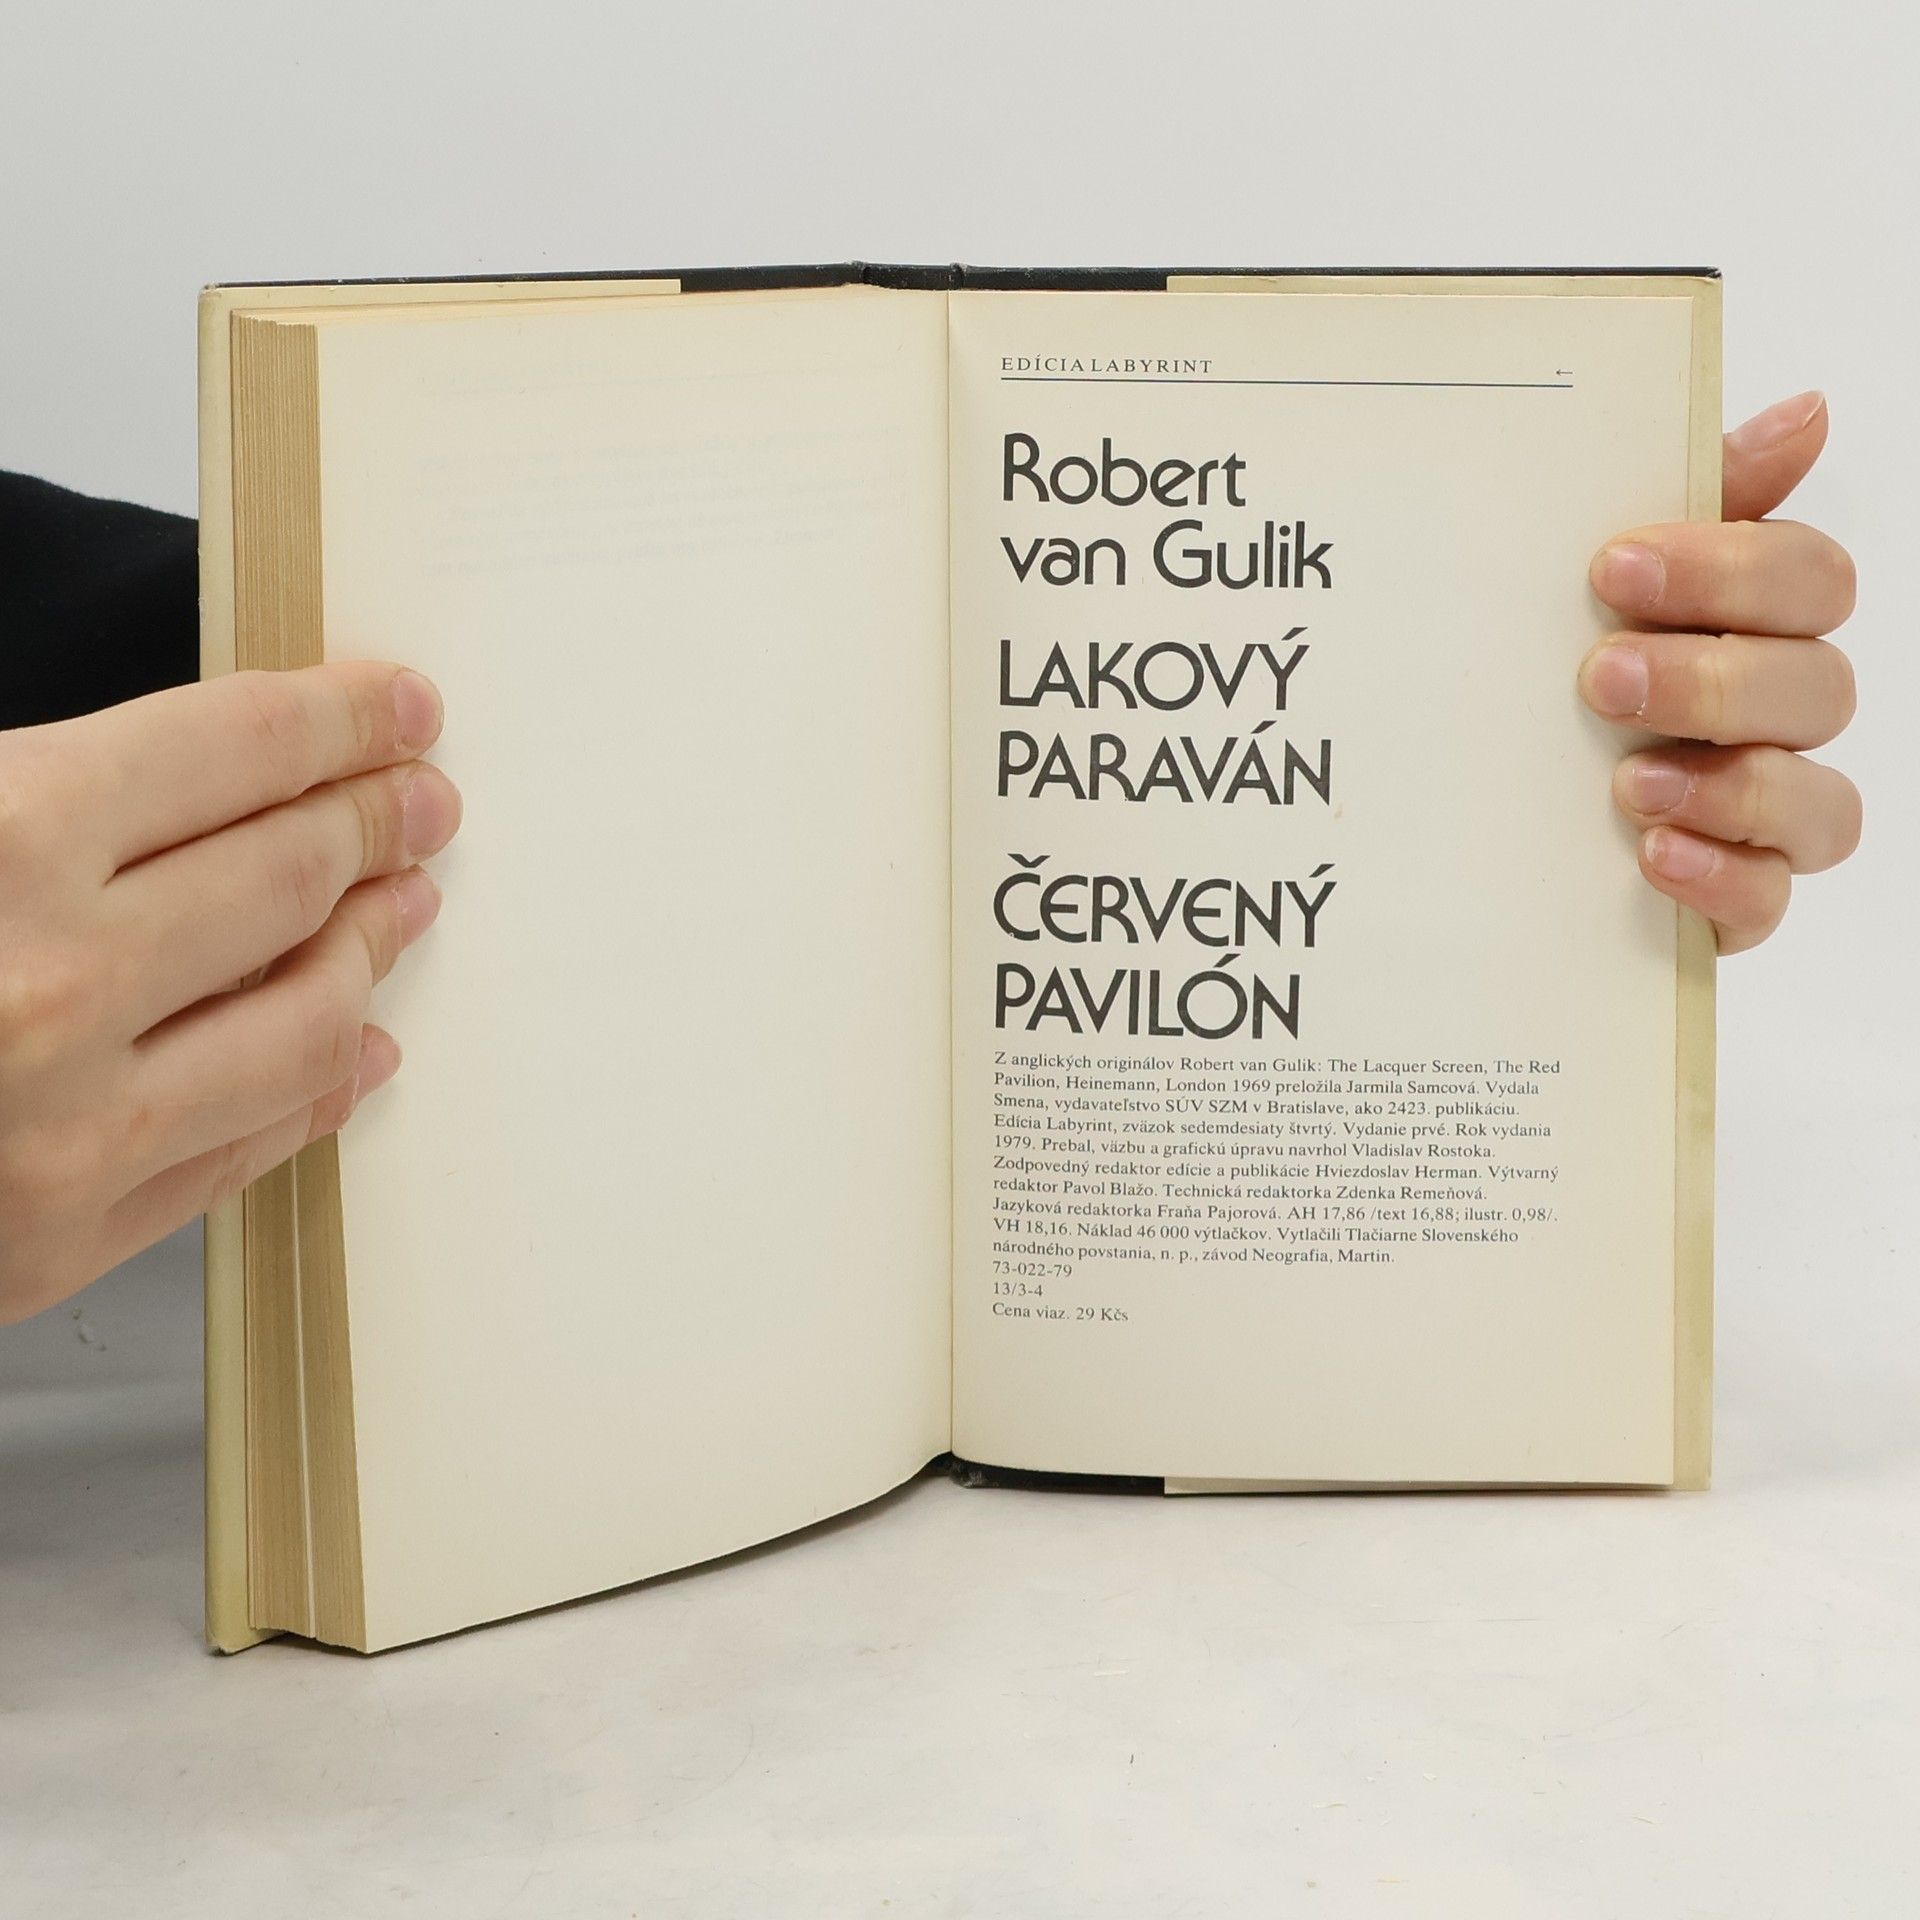 EDÍCIA LABYRINT ←
Robert
van Gulik
LAKOVÝ
PARAVÁN
ČERVENÝ
PAVILÓN
Z anglických originálov Robert van Gulik: The Lacquer Screen, The Red
Pavilion, Heinemann, London 1969 preložila Jarmila Samcová. Vydala
Smena, vydavateľstvo SÚV SZM v Bratislave, ako 2423. publikáciu.
Edícia Labyrint, zväzok sedemdesiaty štvrtý. Vydanie prvé. Rok vydania
1979. Prebal, väzbu a grafickú úpravu navrhol Vladislav Rostoka.
Zodpovedný redaktor edície a publikácie Hviezdoslav Herman. Výtvarný
redaktor Pavol Blažo. Technická redaktorka Zdenka Remeňová.
Jazyková redaktorka Fraňa Pajorová. AH 17,86 /text 16,88; ilustr. 0,98/.
VH 18,16. Náklad 46 000 výtlačkov. Vytlačili Tlačiarne Slovenského
národného povstania, n. p., závod Neografia, Martin.
73-022-79
13/3-4
Cena viaz. 29 Kčs